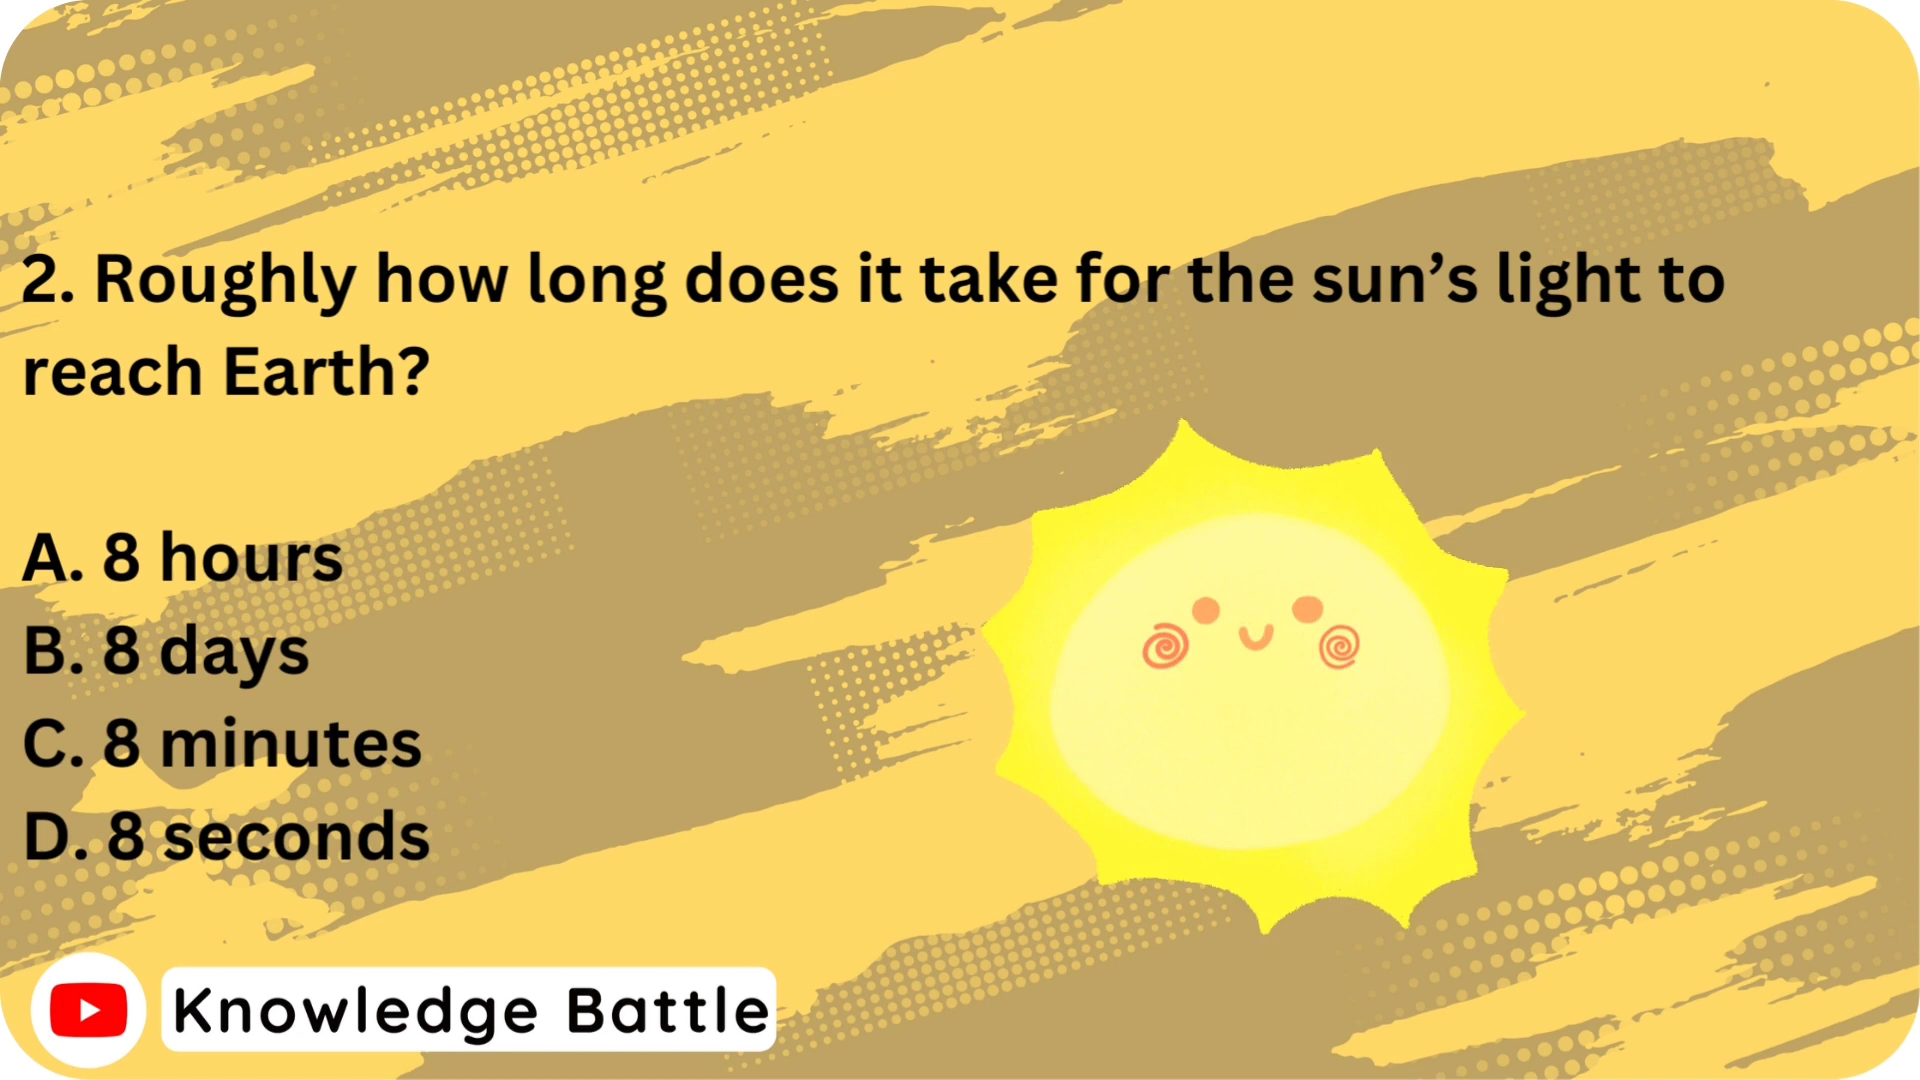 2. Roughly how long does it take for the sun’s light to
reach Earth?
A. 8 hours
B. 8 days
C. 8 minutes
D. 8 seconds
Knowledge Battle